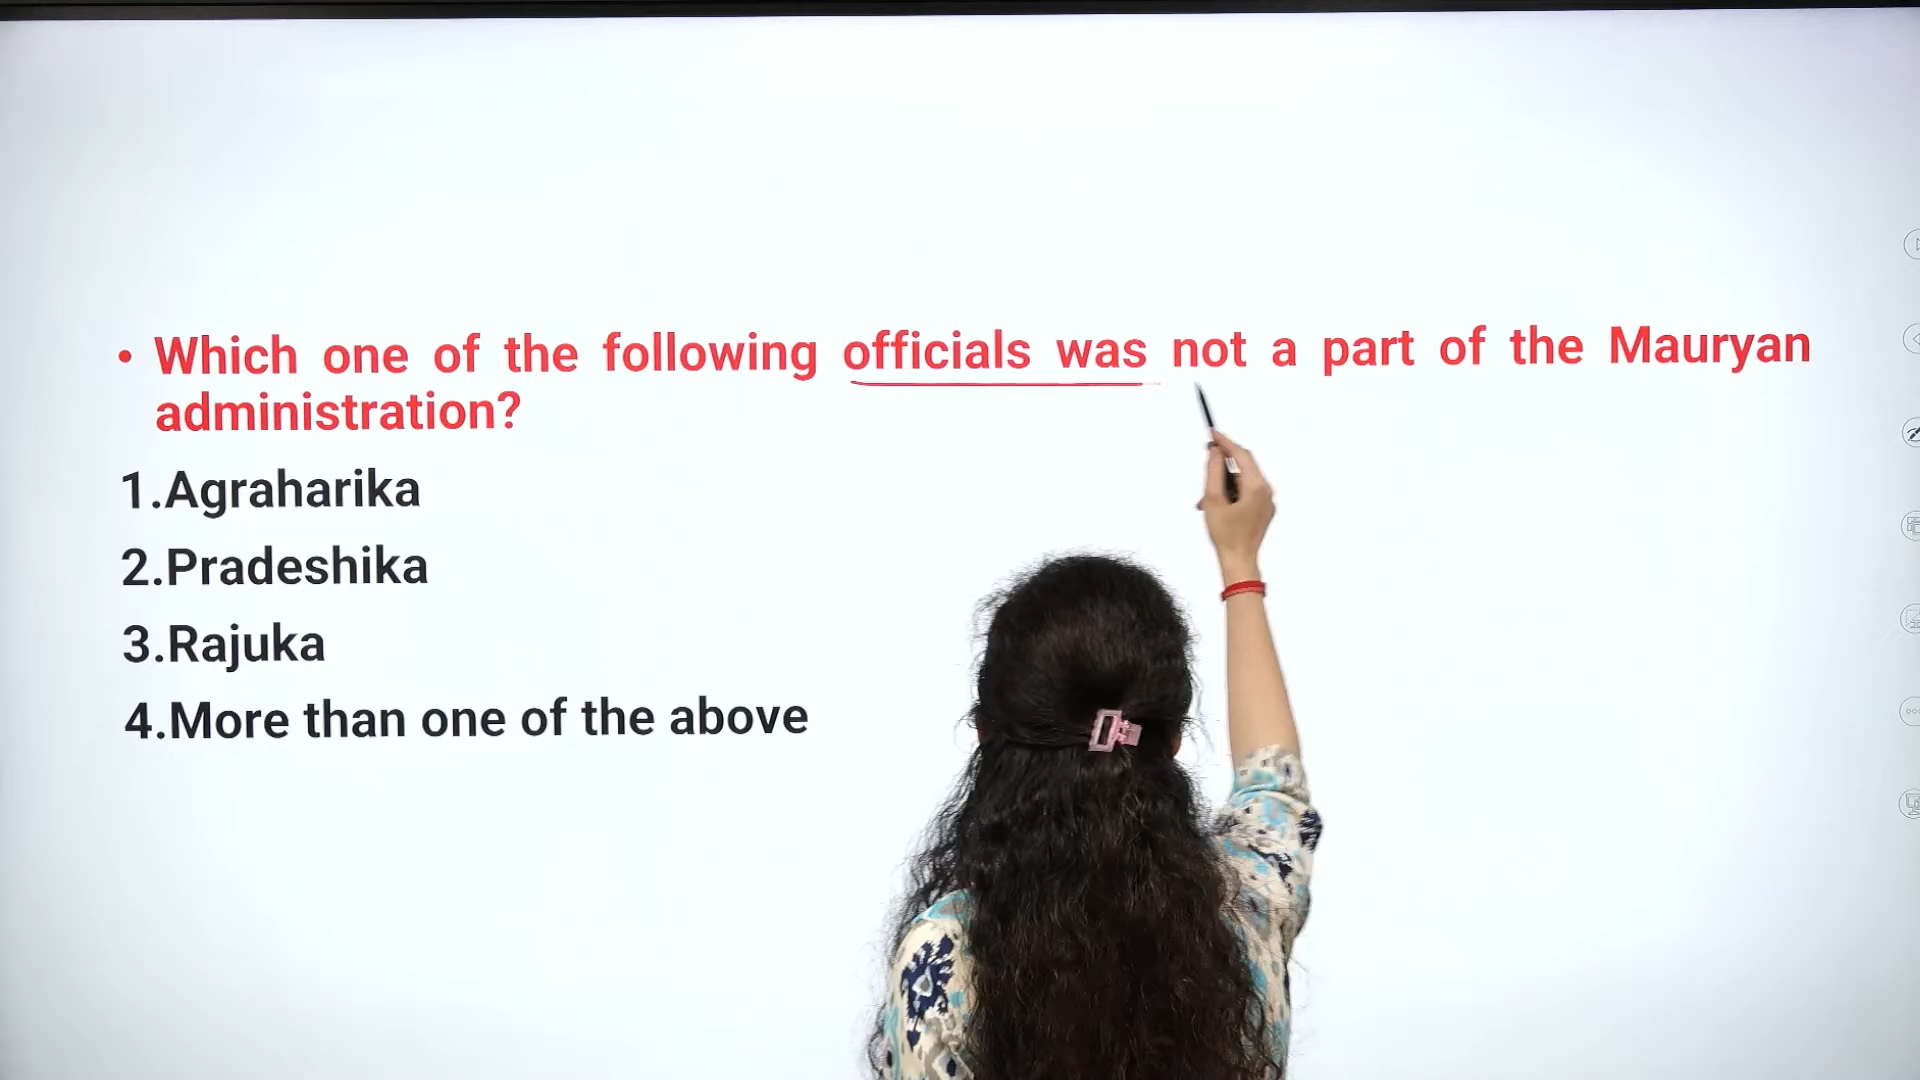 • Which one of the following officials was not a part of the Mauryan
administration?
1.Agraharika
2.Pradeshika
3.Rajuka
4.More than one of the above